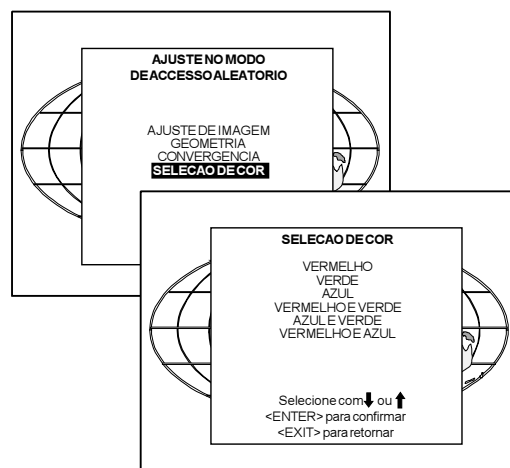 AJUSTE NO MODO
DE ACCESSO ALEATORIO
AJUSTE DE IMAGEM
GEOMETRIA
CONVERGENCIA
SELECAO DE COR
SELECAO DE COR
VERMELHO
VERDE
AZUL
VERMELHO E VERDE
AZUL E VERDE
VERMELHO E AZUL
Selecione com ⬇ ou ⬆
<ENTER> para confirmar
<EXIT> para retornar